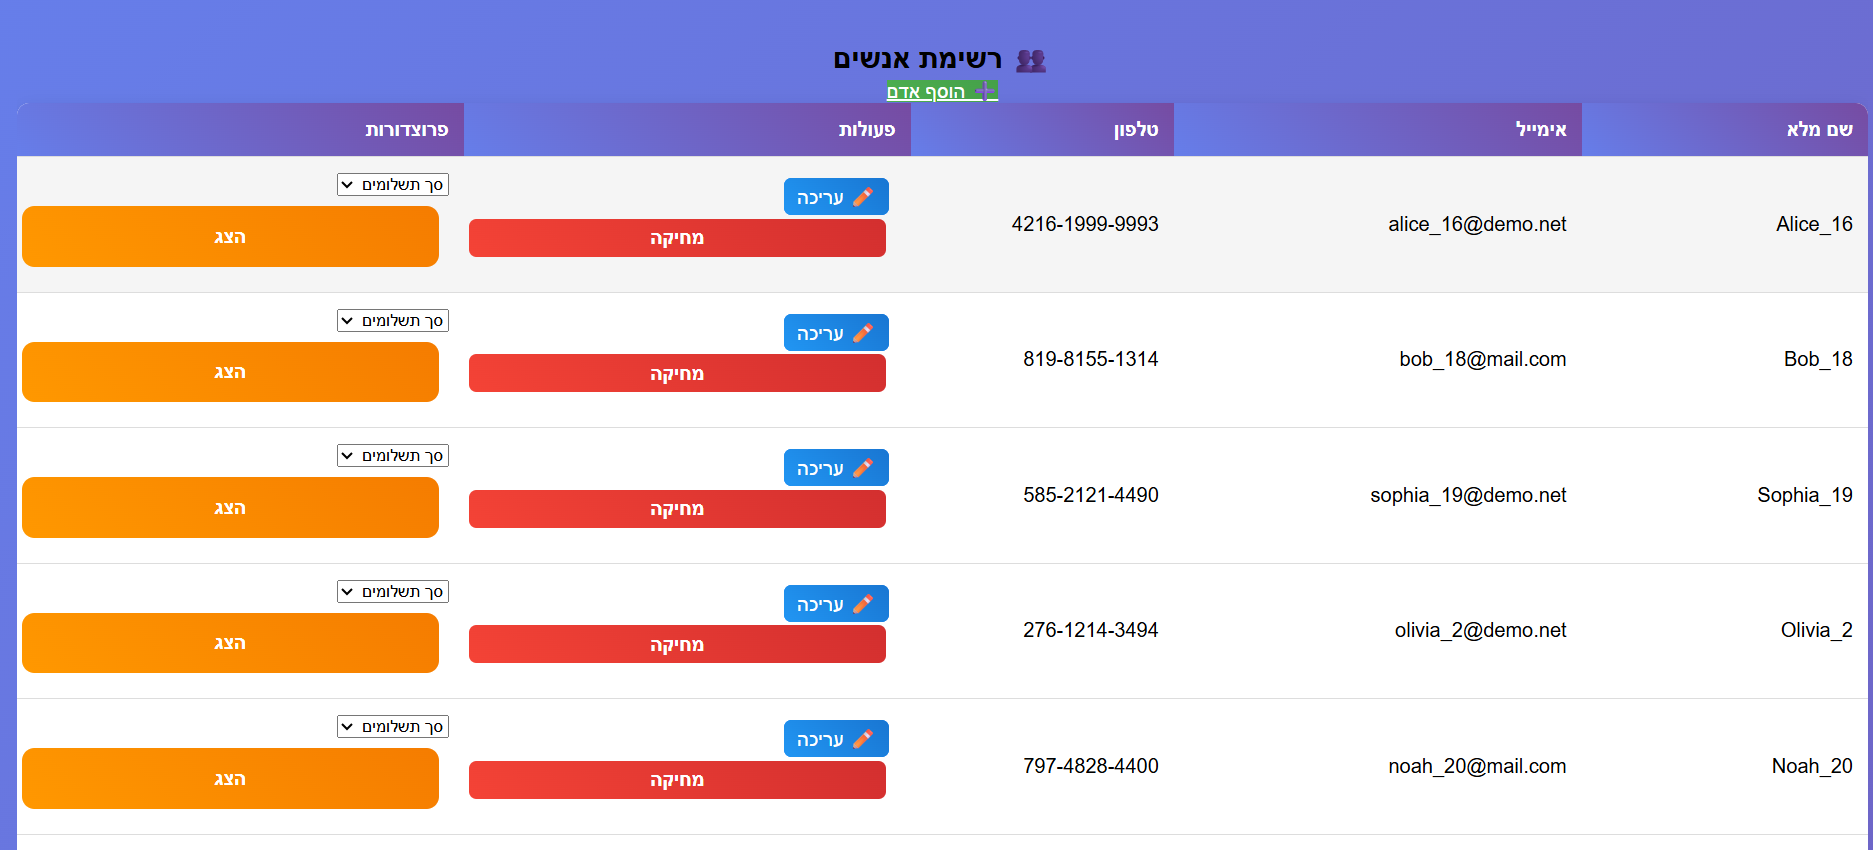 👥 רשימת אנשים
➕ הוסף אדם
שם מלא אימייל טלפון פעולות פרוצדורות
סך תשלומים
✏️ עריכה
Alice_16 alice_16@demo.net 4216-1999-9993 מחיקה הצג
סך תשלומים
✏️ עריכה
Bob_18 bob_18@mail.com 819-8155-1314 מחיקה הצג
סך תשלומים
✏️ עריכה
Sophia_19 sophia_19@demo.net 585-2121-4490 מחיקה הצג
סך תשלומים
✏️ עריכה
Olivia_2 olivia_2@demo.net 276-1214-3494 מחיקה הצג
סך תשלומים
✏️ עריכה
Noah_20 noah_20@mail.com 797-4828-4400 מחיקה הצג